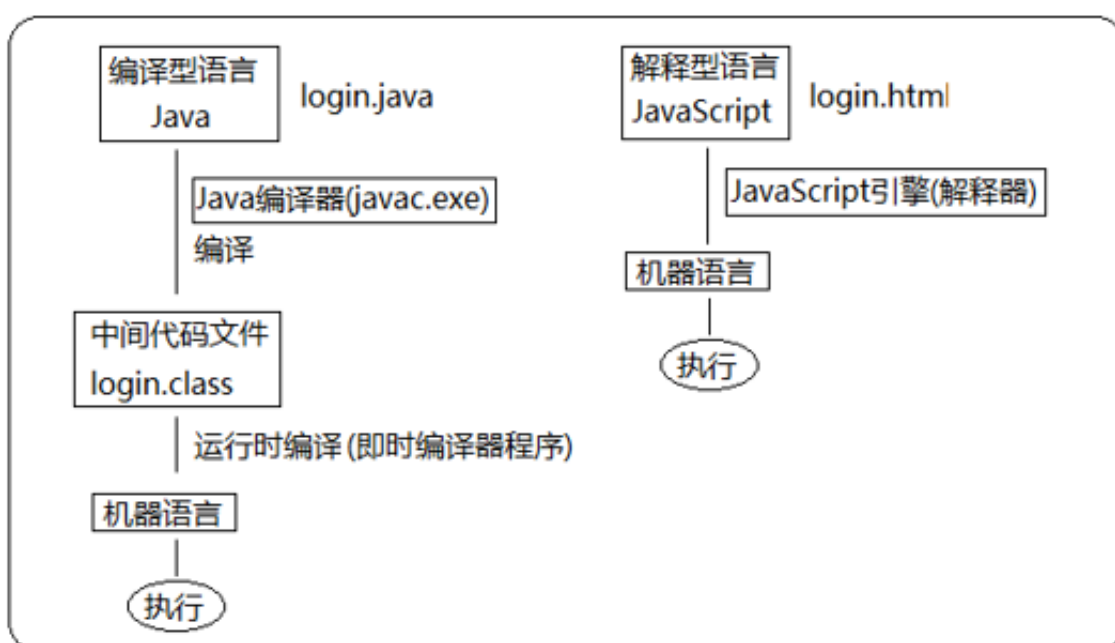 编译型语言
Java
login.java
Java编译器(javac.exe)
编译
中间代码文件
login.class
运行时编译(即时编译器程序)
机器语言
执行
解释型语言
JavaScript
login.html
JavaScript引擎(解释器)
机器语言
执行